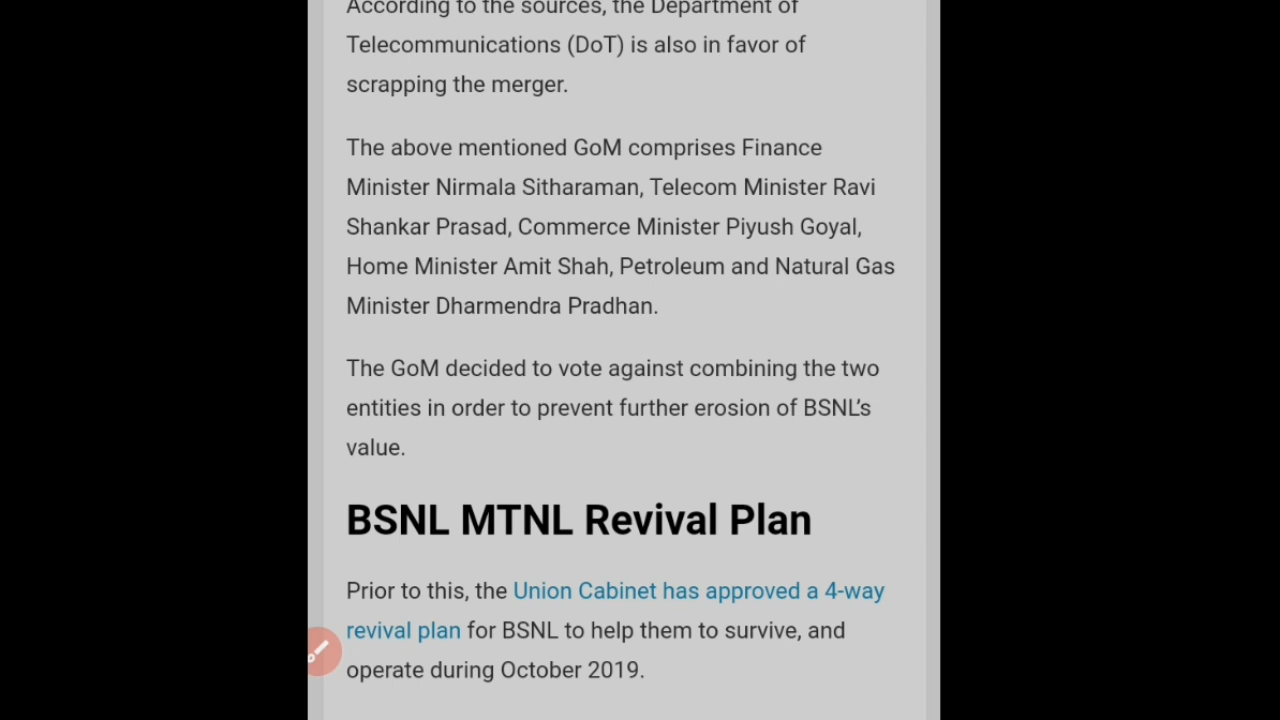 According to the sources, the Department of
Telecommunications (DoT) is also in favor of
scrapping the merger.
The above mentioned GoM comprises Finance
Minister Nirmala Sitharaman, Telecom Minister Ravi
Shankar Prasad, Commerce Minister Piyush Goyal,
Home Minister Amit Shah, Petroleum and Natural Gas
Minister Dharmendra Pradhan.
The GoM decided to vote against combining the two
entities in order to prevent further erosion of BSNL’s
value.
BSNL MTNL Revival Plan
Prior to this, the Union Cabinet has approved a 4-way
revival plan for BSNL to help them to survive, and
operate during October 2019.